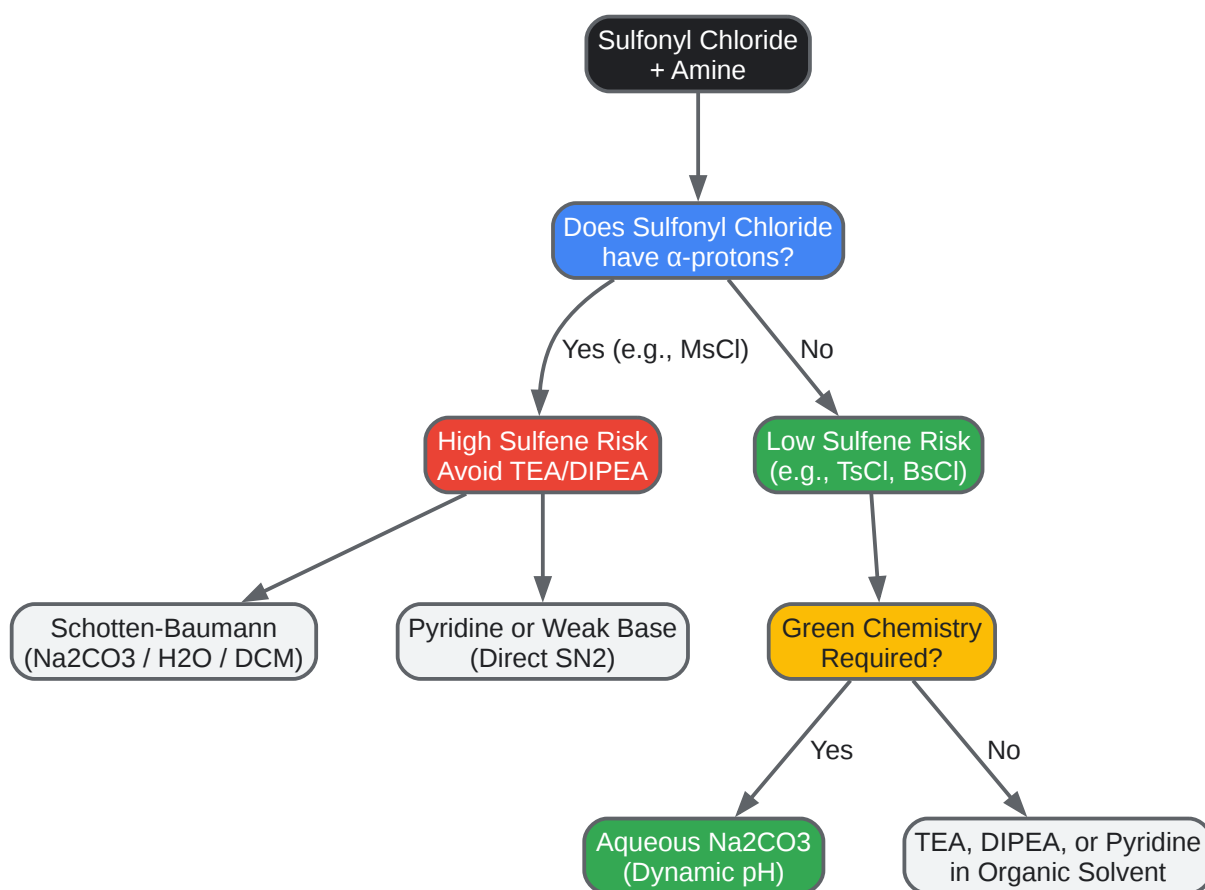 Sulfonyl Chloride
+ Amine
Does Sulfonyl Chloride
have α-protons?
Yes (e.g., MsCl)
No
High Sulfene Risk
Avoid TEA/DIPEA
Low Sulfene Risk
(e.g., TsCl, BsCl)
Schotten-Baumann
(Na2CO3 / H2O / DCM)
Pyridine or Weak Base
(Direct SN2)
Green Chemistry
Required?
Yes
No
Aqueous Na2CO3
(Dynamic pH)
TEA, DIPEA, or Pyridine
in Organic Solvent